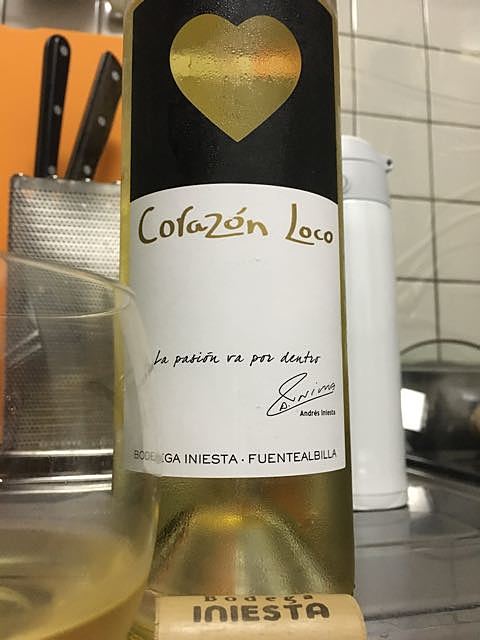 Corazón Loco
La pasión va por dentro
Andrés Iniesta
BODEGA INIESTA · FUENTEALBILLA
Bodega
INIESTA